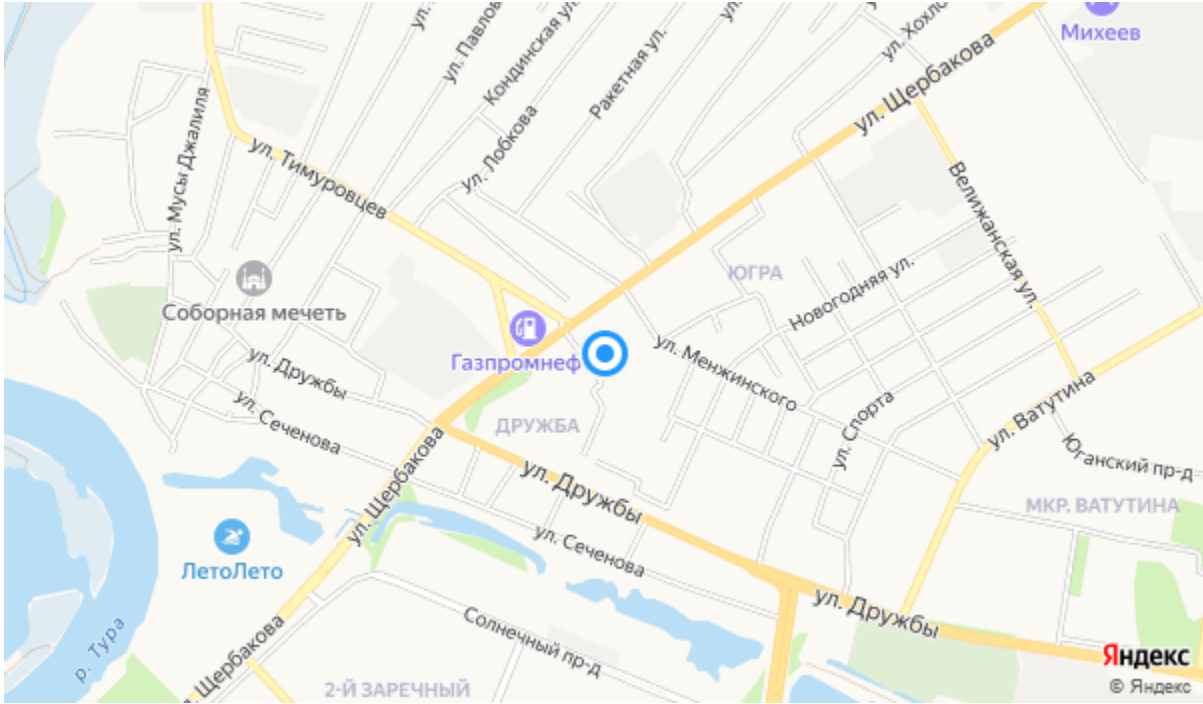 ул.
ул. Павлов
Кондинская ул.
ул. Лобкова
Ракетная ул.
ул.
ул. Хохло
Михеев
ул. Щербакова
ул. Мусы Джалиля
ул. Тимуровцев
Велижанская ул.
ЮГРА
Новогодняя ул.
Соборная мечеть
ул. Дружбы
Газпромнеф
ул. Менжинского
ул. Сеченова
ДРУЖБА
ул. Спорта
ул. Ватутина
Юганский пр-д
ул. Щербакова
ул. Дружбы
МКР. ВАТУТИНА
ЛетоЛето
ул. Сеченова
р. Тура
ул. Щербакова
Солнечный пр-д
ул. Дружбы
2-Й ЗАРЕЧНЫЙ
Яндекс
© Яндекс